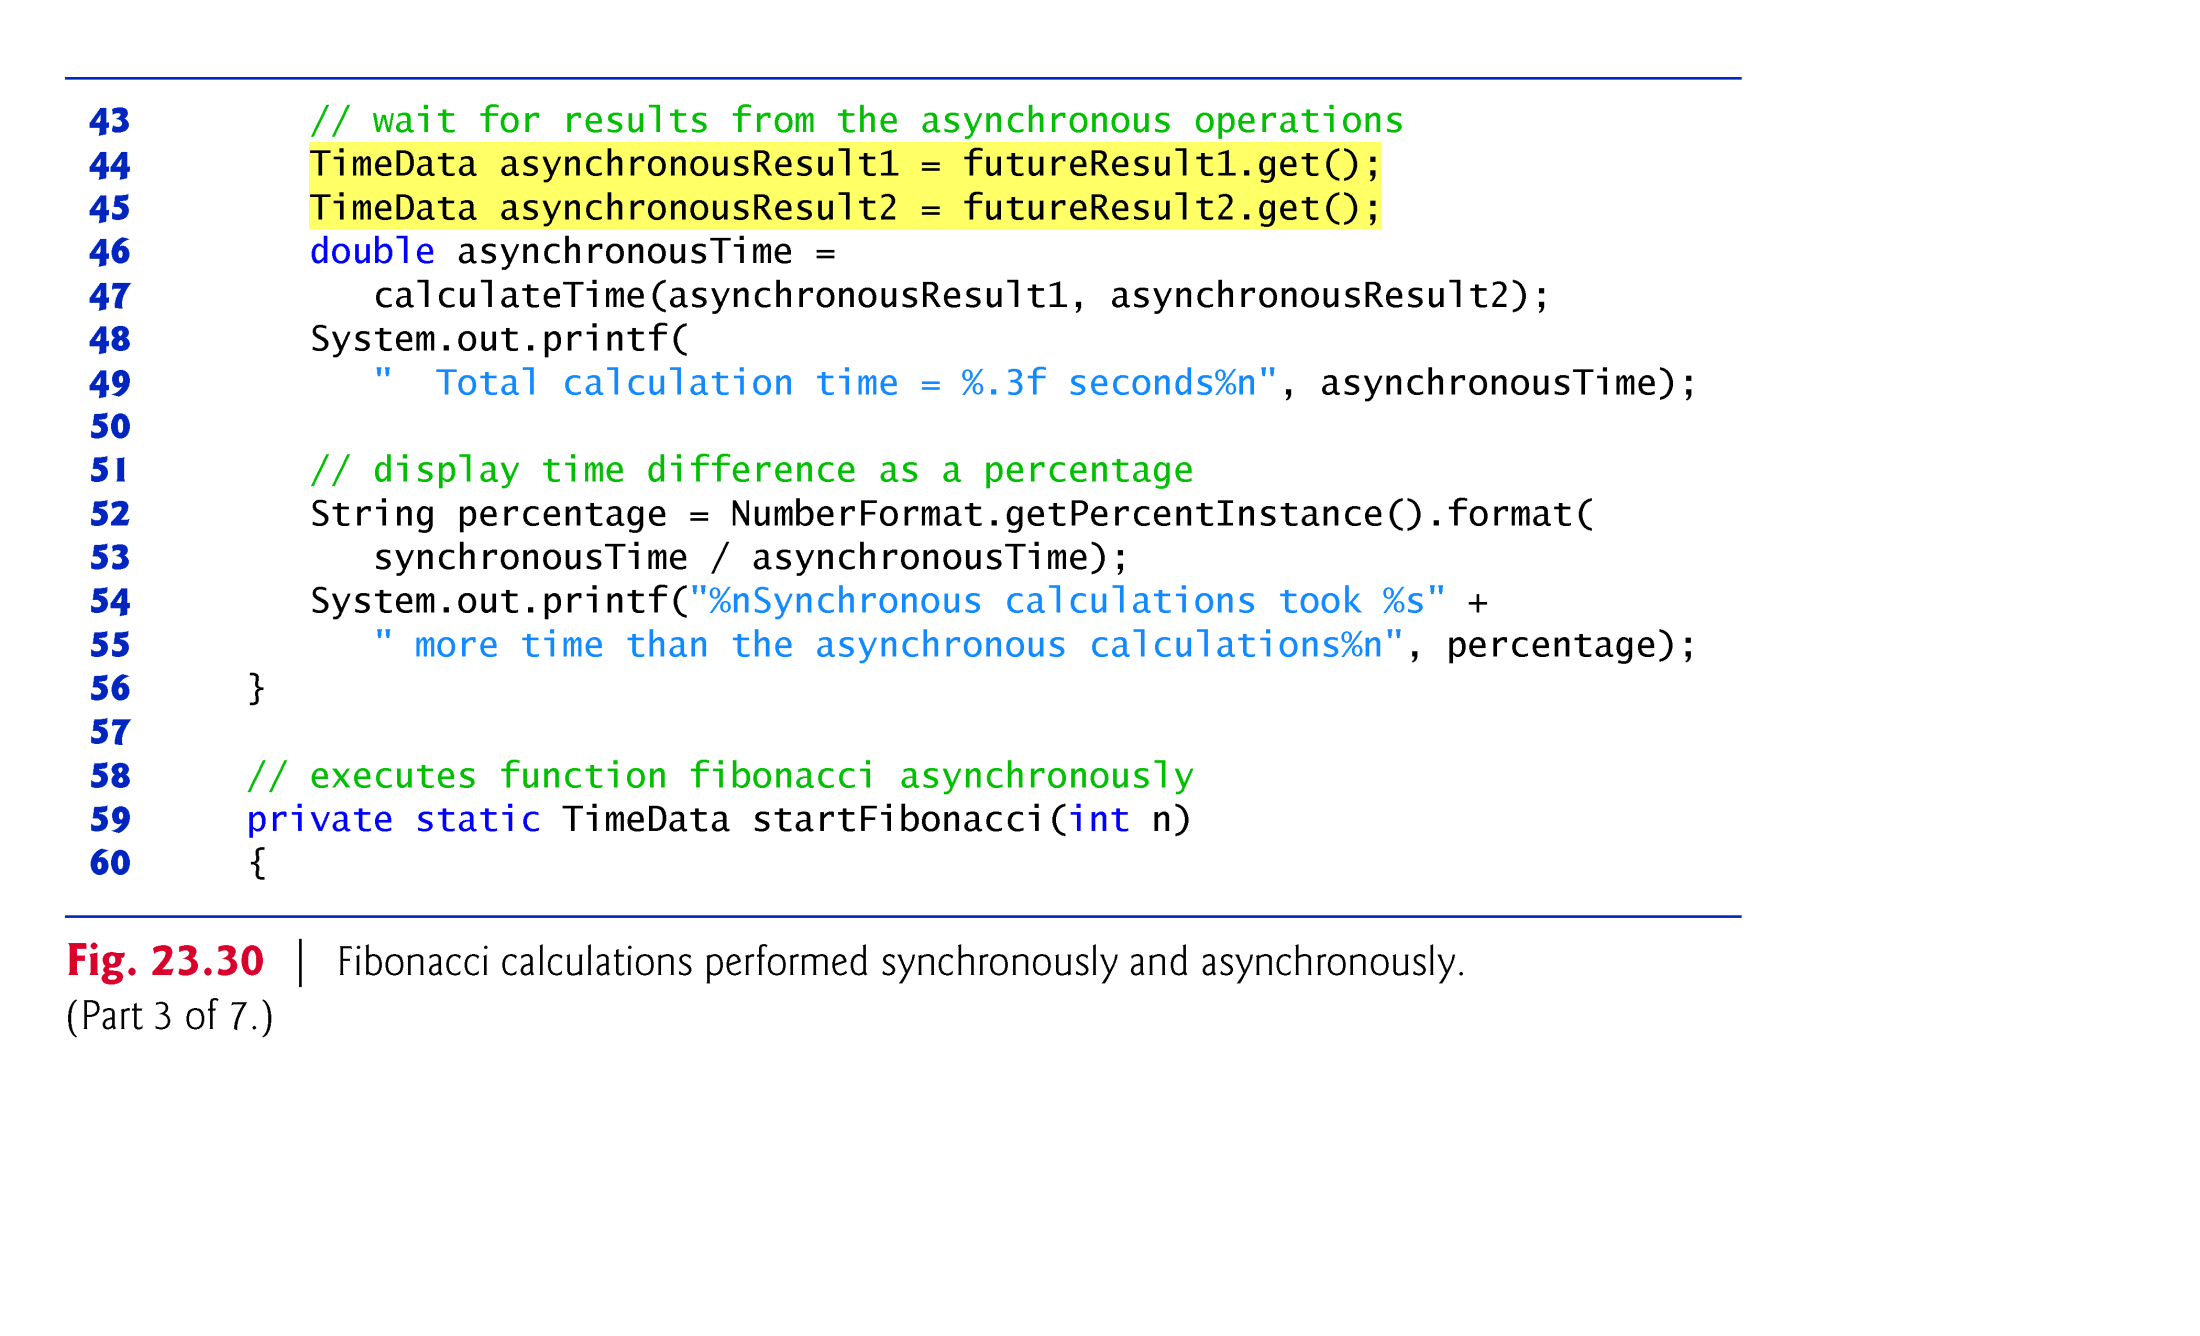 43 // wait for results from the asynchronous operations
44 TimeData asynchronousResult1 = futureResult1.get();
45 TimeData asynchronousResult2 = futureResult2.get();
46 double asynchronousTime =
47 calculateTime(asynchronousResult1, asynchronousResult2);
48 System.out.printf(
49 "  Total calculation time = %.3f seconds%n", asynchronousTime);
50
51 // display time difference as a percentage
52 String percentage = NumberFormat.getPercentInstance().format(
53 synchronousTime / asynchronousTime);
54 System.out.printf("%nSynchronous calculations took %s" +
55 " more time than the asynchronous calculations%n", percentage);
56 }
57
58 // executes function fibonacci asynchronously
59 private static TimeData startFibonacci(int n)
60 {
Fig. 23.30 | Fibonacci calculations performed synchronously and asynchronously.
(Part 3 of 7.)